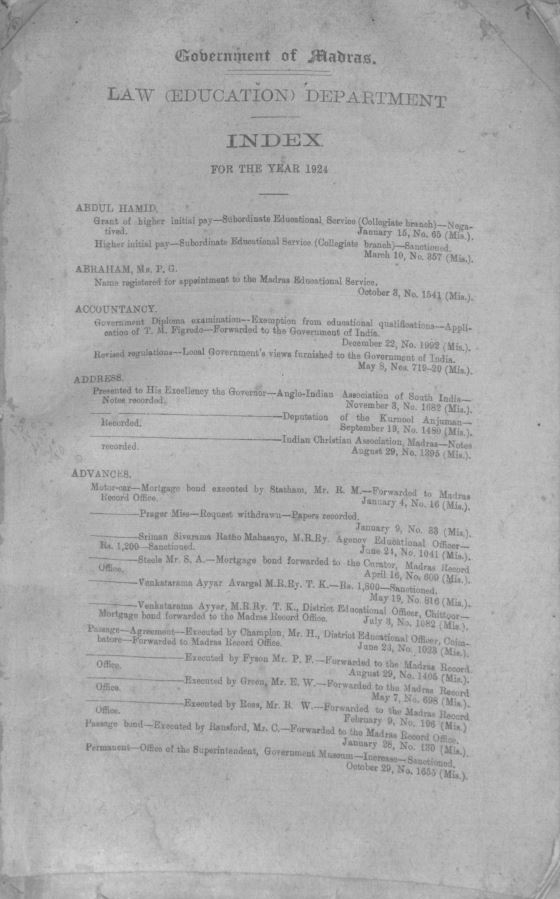 Government of Madras.
LAW (EDUCATION) DEPARTMENT
INDEX
FOR THE YEAR 1924
ABDUL HAMID.
Grant of higher initial pay—Subordinate Educational Service (Collegiate branch)—Nega-
tived. January 15, No. 65 (Mis.).
Higher initial pay—Subordinate Educational Service (Collegiate branch)—Sanctioned.
March 10, No. 357 (Mis.).
ABRAHAM, Mr. P. G.
Name registered for appointment to the Madras Educational Service.
October 3, No. 1541 (Mis.).
ACCOUNTANCY.
Government Diploma examination—Exemption from educational qualifications—Appli-
cation of T. M. Figredo—Forwarded to the Government of India.
December 22, No. 1992 (Mis.).
Revised regulations—Local Government's views furnished to the Government of India.
May 8, Nos. 719-20 (Mis.).
ADDRESS.
Presented to His Excellency the Governor—Anglo-Indian Association of South India—
Notes recorded. November 3, No. 1682 (Mis.).
—Deputation of the Kurnool Anjuman—
Recorded. September 19, No. 1480 (Mis.).
—Indian Christian Association, Madras—Notes
recorded. August 29, No. 1395 (Mis.).
ADVANCES.
Motor-car—Mortgage bond executed by Statham, Mr. R. M.—Forwarded to Madras
Record Office. January 4, No. 16 (Mis.).
—Prager Miss—Request withdrawn—Papers recorded.
January 9, No. 33 (Mis.).
—Sriman Sivarama Ratho Mahasayo, M.R.Ry. Agency Educational Officer—
Rs. 1,200—Sanctioned. June 24, No. 1041 (Mis.).
—Steele Mr. S. A.—Mortgage bond forwarded to the Curator, Madras Record
Office. April 16, No. 600 (Mis.).
—Venkatarama Ayyar Avargal M.R.Ry. T. K.—Rs. 1,800—Sanctioned.
May 19, No. 816 (Mis.).
—Venkatarama Ayyar, M.R.Ry. T. K., District Educational Officer, Chittoor—
Mortgage bond forwarded to the Madras Record Office. July 3, No. 1082 (Mis.).
Passage—Agreement—Executed by Champion, Mr. H., District Educational Officer, Coim-
batore—Forwarded to Madras Record Office. June 23, No. 1023 (Mis.).
—Executed by Fyson Mr. P. F.—Forwarded to the Madras Record
Office. August 29, No. 1405 (Mis.).
—Executed by Green, Mr. E. W.—Forwarded to the Madras Record
Office. May 7, No. 698 (Mis.).
—Executed by Ross, Mr. R. W.—Forwarded to the Madras Record
Office. February 9, No. 196 (Mis.)
Passage bond—Executed by Ransford, Mr. C.—Forwarded to the Madras Record Office.
January 28, No. 130 (Mis.).
Permanent—Office of the Superintendent, Government Museum—Increase—Sanctioned.
October 29, No. 1655 (Mis.).